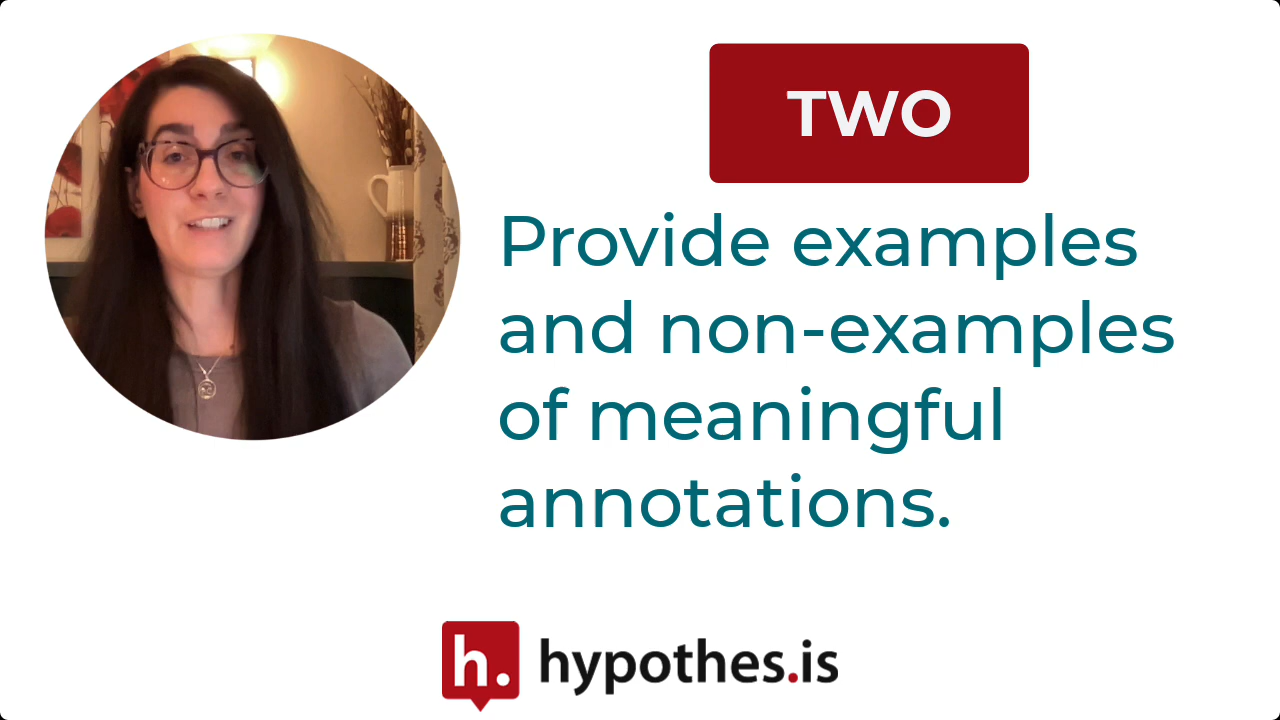 TWO
Provide examples
and non-examples
of meaningful
annotations.
h. hypothes.is